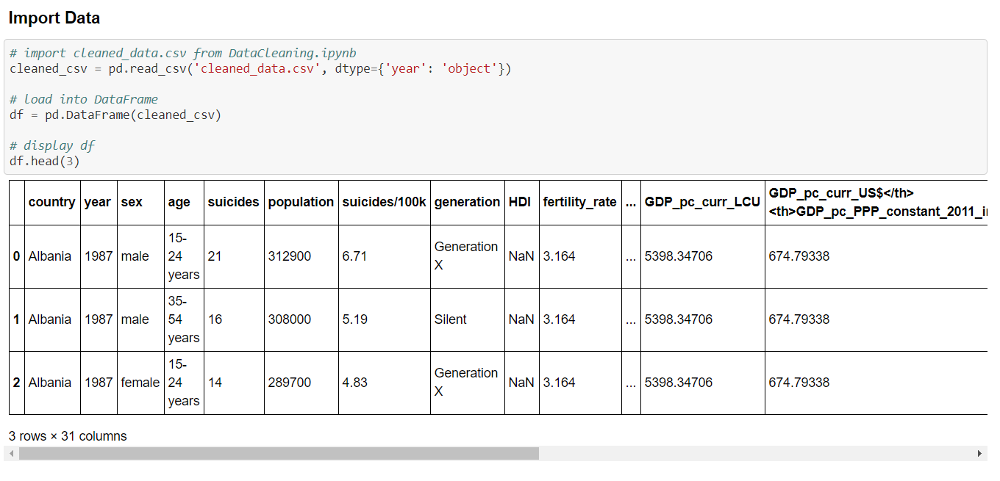 Import Data
# import cleaned_data.csv from DataCleaning.ipynb
cleaned_csv = pd.read_csv('cleaned_data.csv', dtype={'year': 'object'})
# load into DataFrame
df = pd.DataFrame(cleaned_csv)
# display df
df.head(3)
country year sex age suicides population suicides/100k generation HDI fertility_rate ... GDP_pc_curr_LCU GDP_pc_curr_US$</th>
<th>GDP_pc_PPP_constant_2011_i
0 Albania 1987 male 15-
24
years 21 312900 6.71 Generation
X NaN 3.164 ... 5398.34706 674.79338
1 Albania 1987 male 35-
54
years 16 308000 5.19 Silent NaN 3.164 ... 5398.34706 674.79338
2 Albania 1987 female 15-
24
years 14 289700 4.83 Generation
X NaN 3.164 ... 5398.34706 674.79338
3 rows × 31 columns